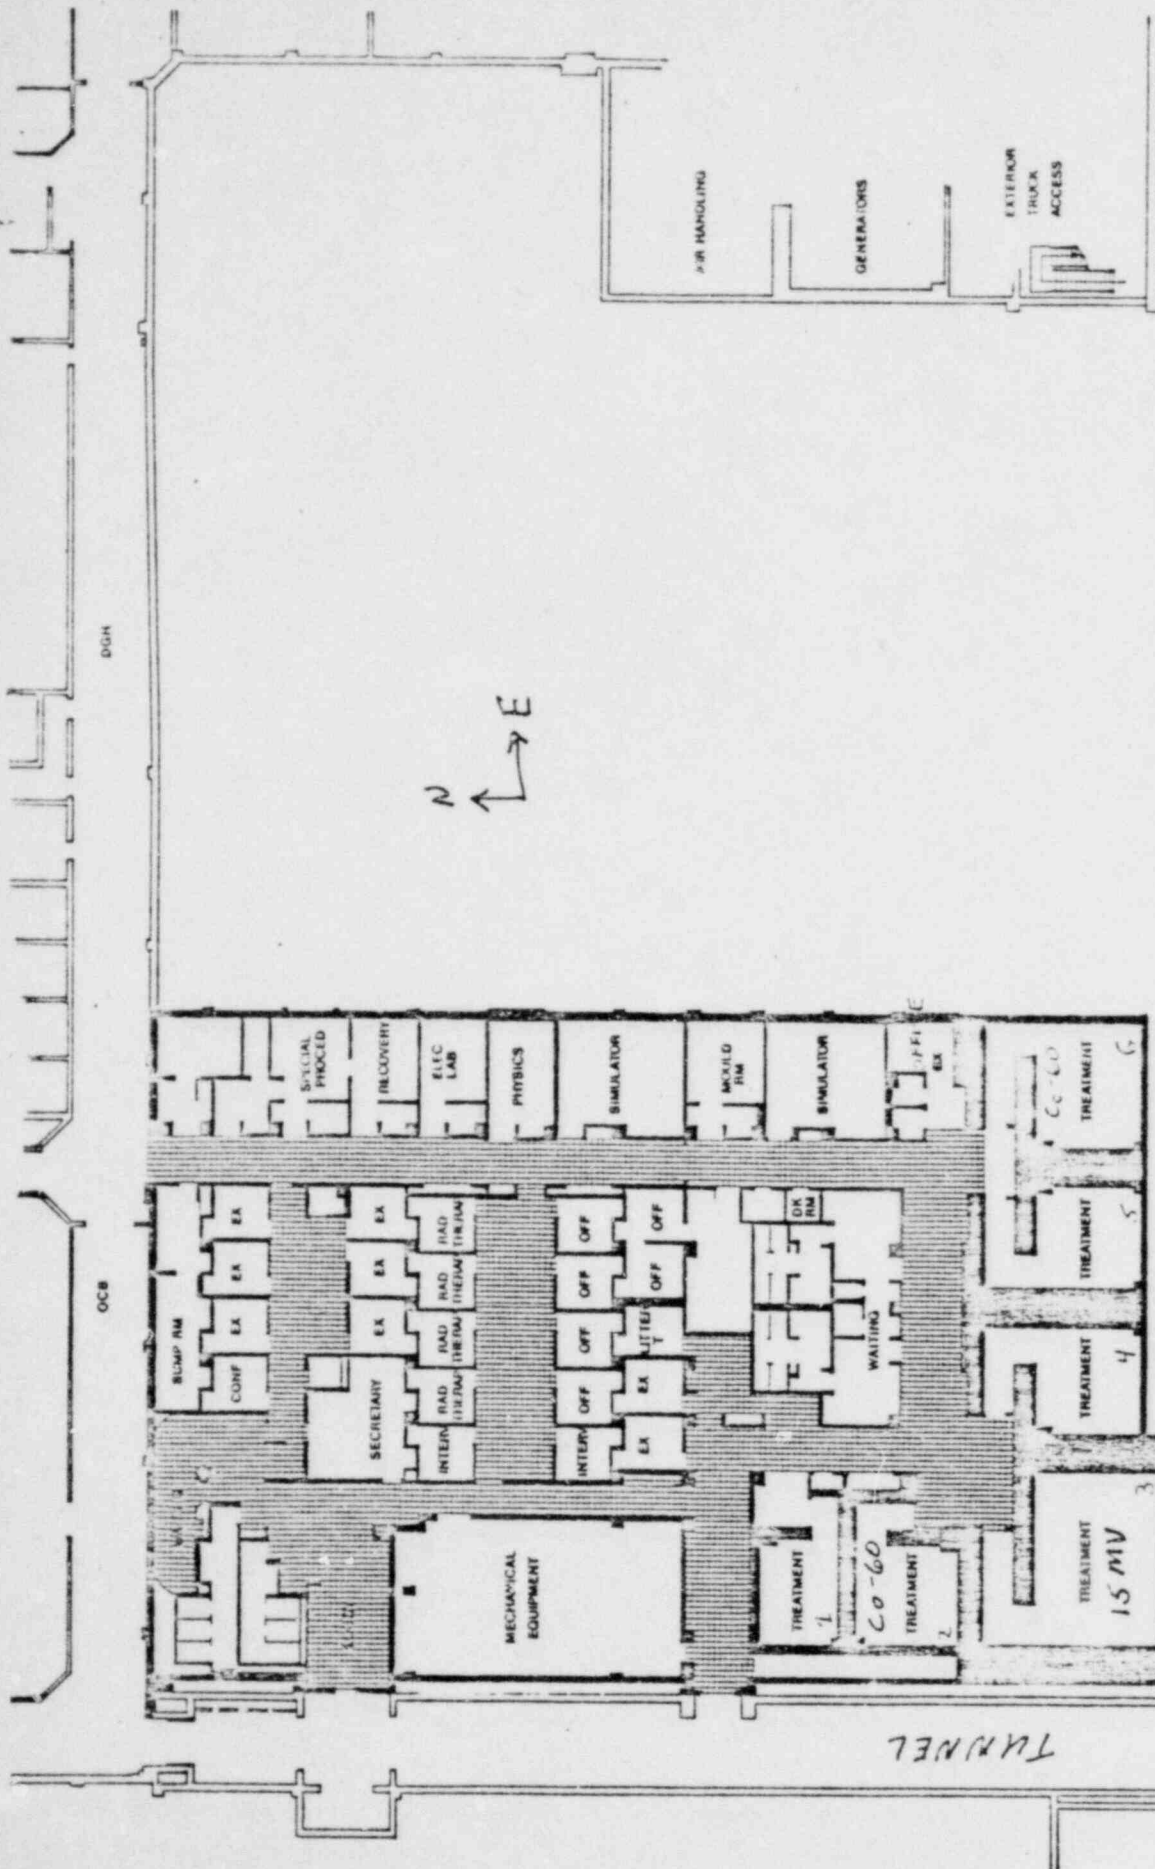 AIR HANDLING
GENERATORS
EXTERIOR
TRUCK
ACCESS
DGH
N
E
OCB
SPECIAL
PROCED
RECOVERY
ELEC
LAB
PHYSICS
SIMULATOR
MOULD
RM
SIMULATOR
EX
Co-60
TREATMENT
6
EX
EX
RAD
THERAP
OFF
OFF
DK
RM
TREATMENT
5
EX
EX
RAD
THERAP
OFF
OFF
BUMP RM
EX
EX
RAD
THERAP
OFF
WAITING
TREATMENT
4
CONF
SECRETARY
RAD
THERAP
OFF
EX
INTERV
INTERV
EX
MECHANICAL
EQUIPMENT
TREATMENT
1
CO-60
TREATMENT
2
TREATMENT
3
15 MV
TUNNEL